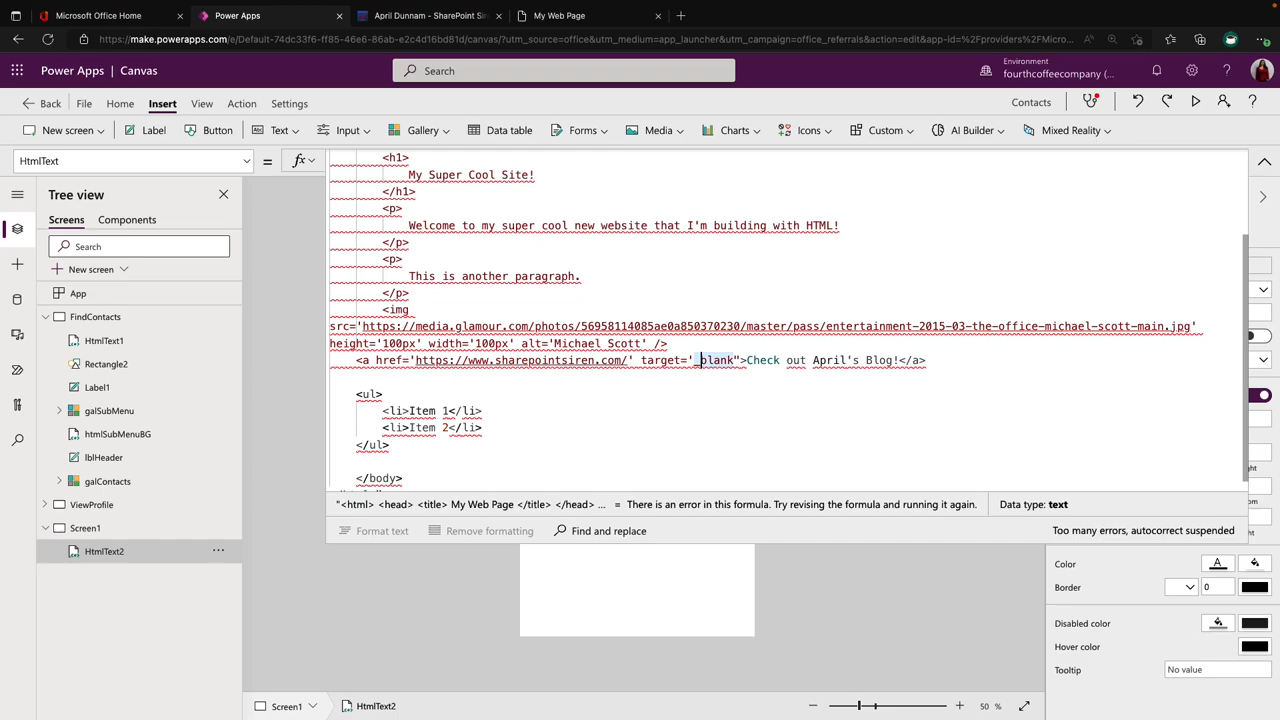 Microsoft Office Home
Power Apps
April Dunnam - SharePoint Sir
My Web Page
https://make.powerapps.com/e/Default-74dc33f6-ff85-46e6-86ab-e2c4d16bd81d/canvas/?utm_source=office&utm_medium=app_launcher&utm_campaign=office_referrals&action=edit&app-id=%2Fproviders%2FMicro...
Power Apps | Canvas
Search
Environment
fourthcoffeecompany (...
Back File Home Insert View Action Settings
Contacts
New screen Label Button Text Input Gallery Data table Forms Media Charts Icons Custom AI Builder Mixed Reality
HtmlText = fx
Tree view
Screens Components
Search
New screen
App
FindContacts
HtmlText1
Rectangle2
Label1
galSubMenu
htmlSubMenuBG
lblHeader
galContacts
ViewProfile
Screen1
HtmlText2
<h1>
My Super Cool Site!
</h1>
<p>
Welcome to my super cool new website that I'm building with HTML!
</p>
<p>
This is another paragraph.
</p>
<img
src='https://media.glamour.com/photos/56958114085ae0a850370230/master/pass/entertainment-2015-03-the-office-michael-scott-main.jpg'
height='100px' width='100px' alt='Michael Scott' />
<a href='https://www.sharepointsiren.com/' target='_blank">Check out April's Blog!</a>
<ul>
<li>Item 1</li>
<li>Item 2</li>
</ul>
</body>
"<html> <head> <title> My Web Page </title> </head> ... = There is an error in this formula. Try revising the formula and running it again. Data type: text
Format text Remove formatting Find and replace Too many errors, autocorrect suspended
Color
Border 0
Disabled color
Hover color
Tooltip No value
Screen1 HtmlText2 50 %